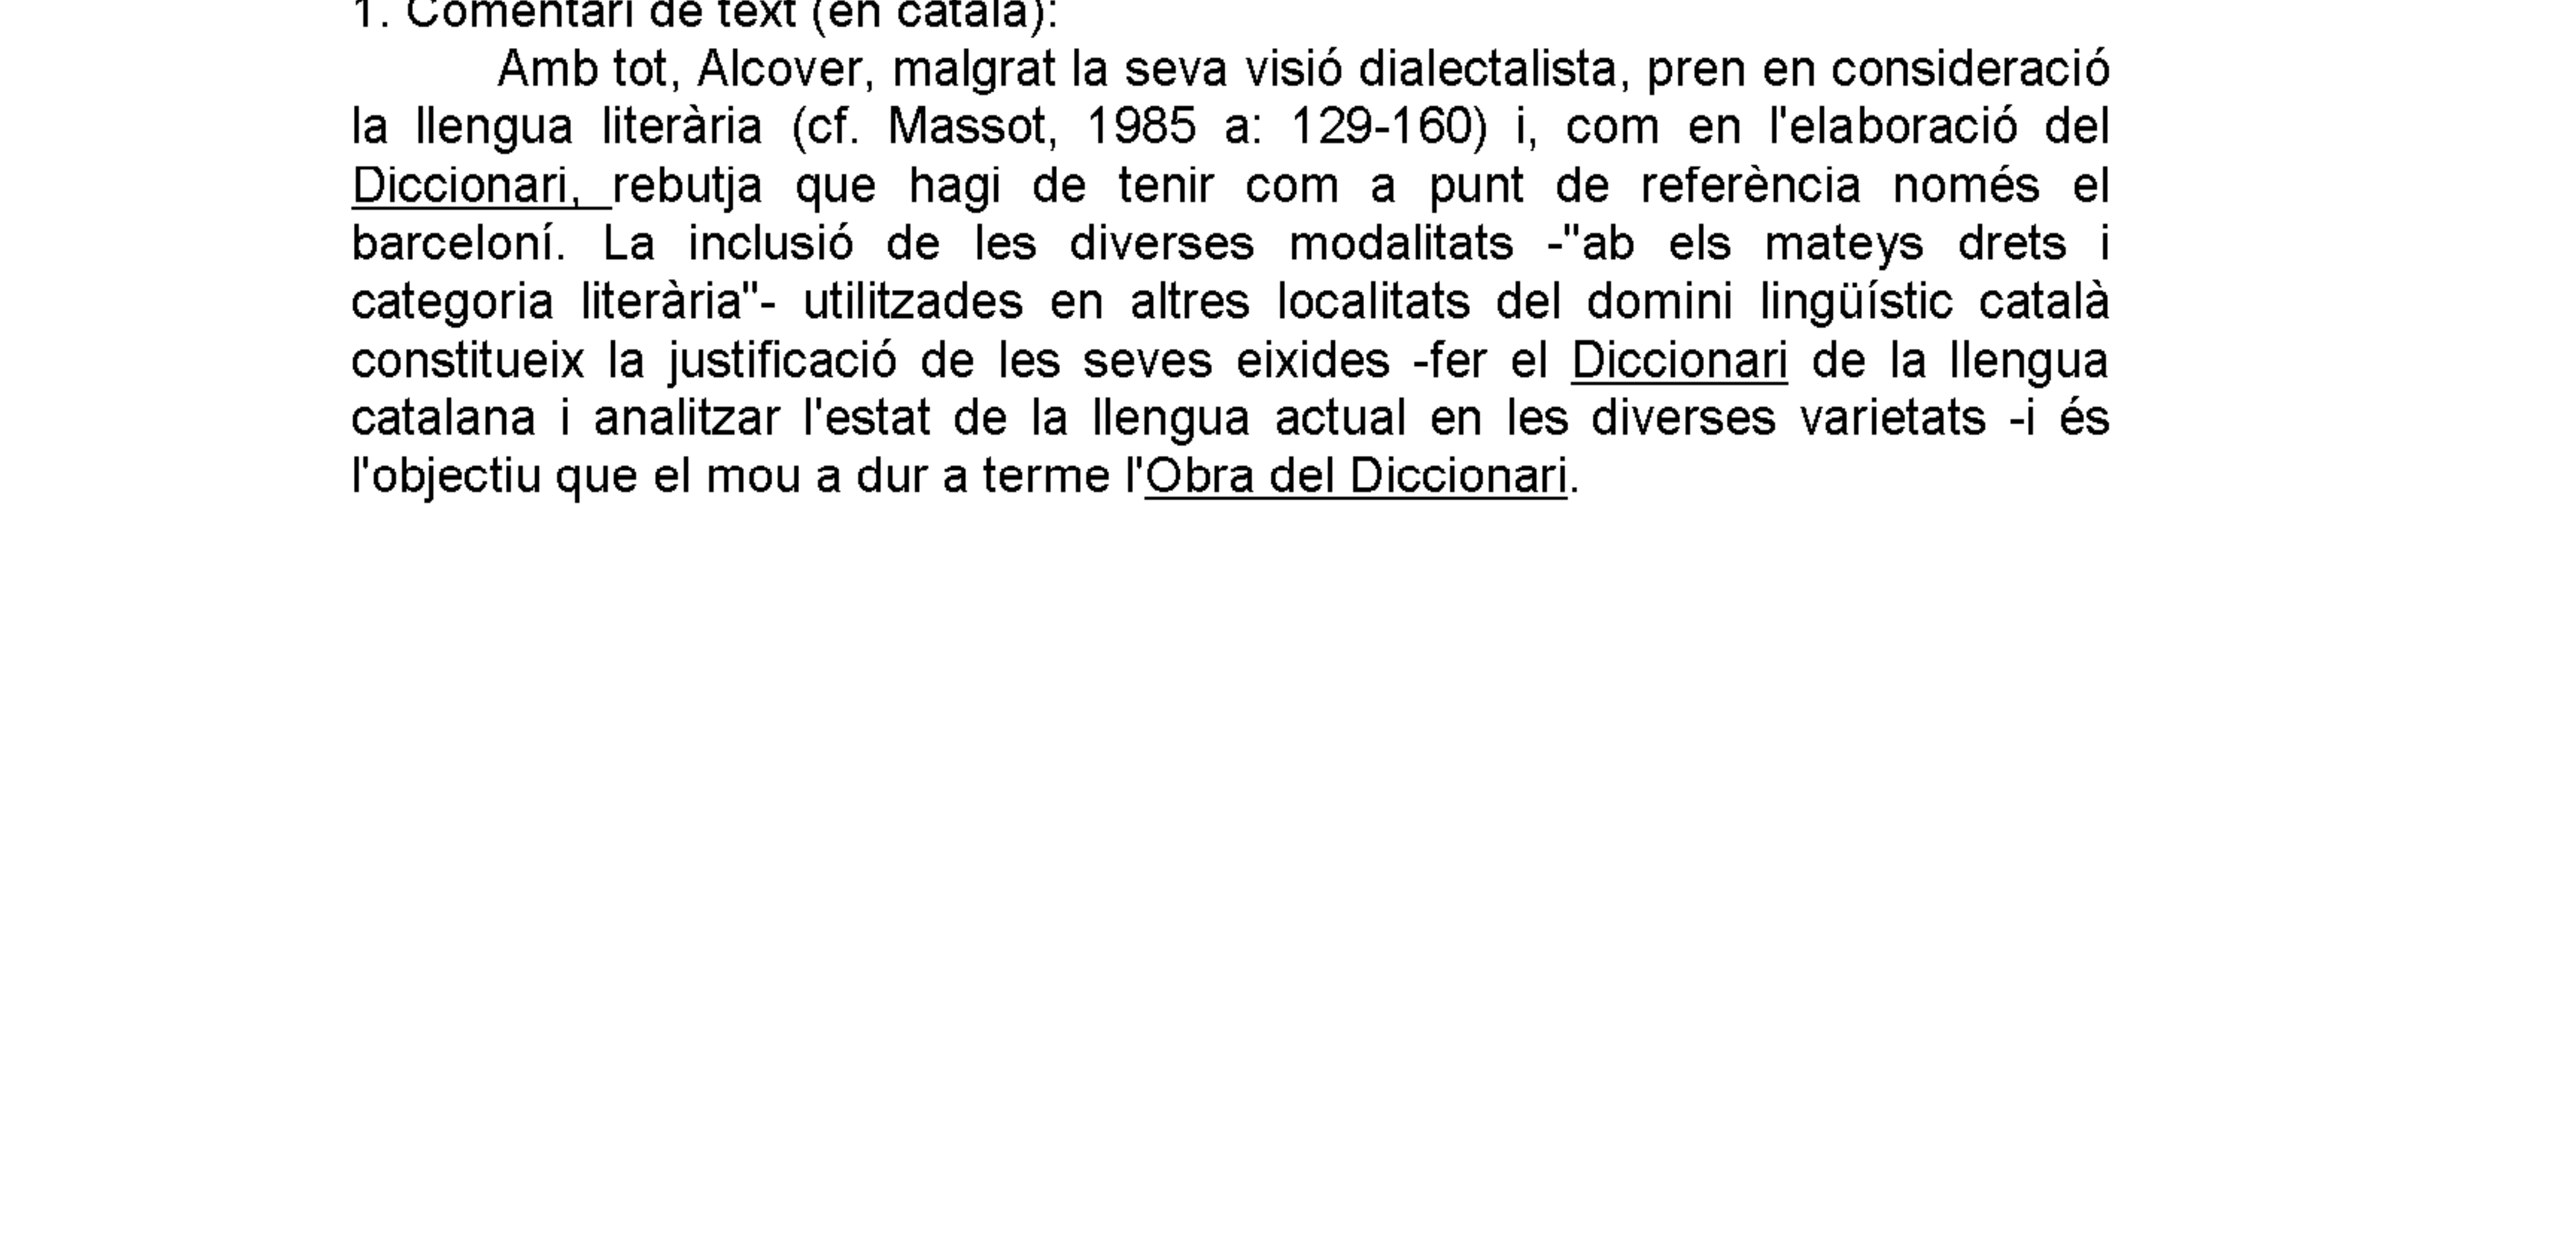 1. Comentari de text (en català):
Amb tot, Alcover, malgrat la seva visió dialectalista, pren en consideració
la llengua literària (cf. Massot, 1985 a: 129-160) i, com en l'elaboració del
Diccionari, rebutja que hagi de tenir com a punt de referència només el
barceloní. La inclusió de les diverses modalitats -"ab els mateys drets i
categoria literària"- utilitzades en altres localitats del domini lingüístic català
constitueix la justificació de les seves eixides -fer el Diccionari de la llengua
catalana i analitzar l'estat de la llengua actual en les diverses varietats -i és
l'objectiu que el mou a dur a terme l'Obra del Diccionari.